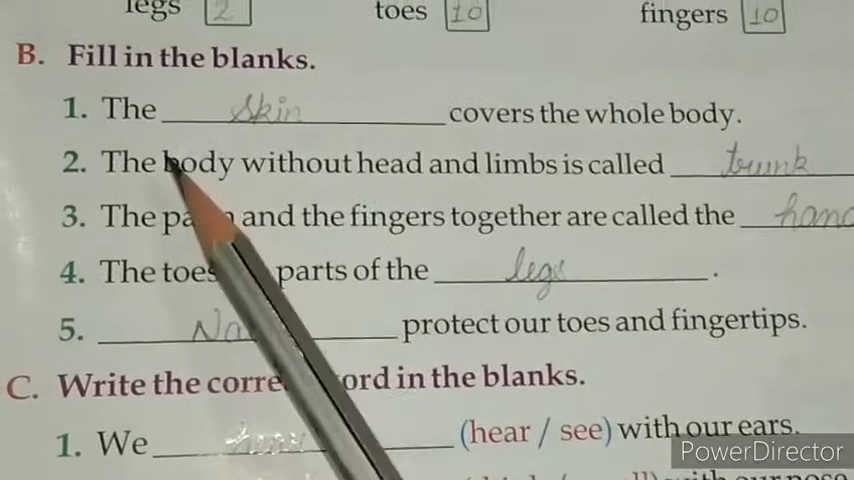 legs 2 toes 10 fingers 10
B. Fill in the blanks.
1. The skin covers the whole body.
2. The body without head and limbs is called trunk
3. The and the fingers together are called the
4. The toes parts of the legs .
5. protect our toes and fingertips.
C. Write the in the blanks.
1. We (hear / see) with our ears.
PowerDirector